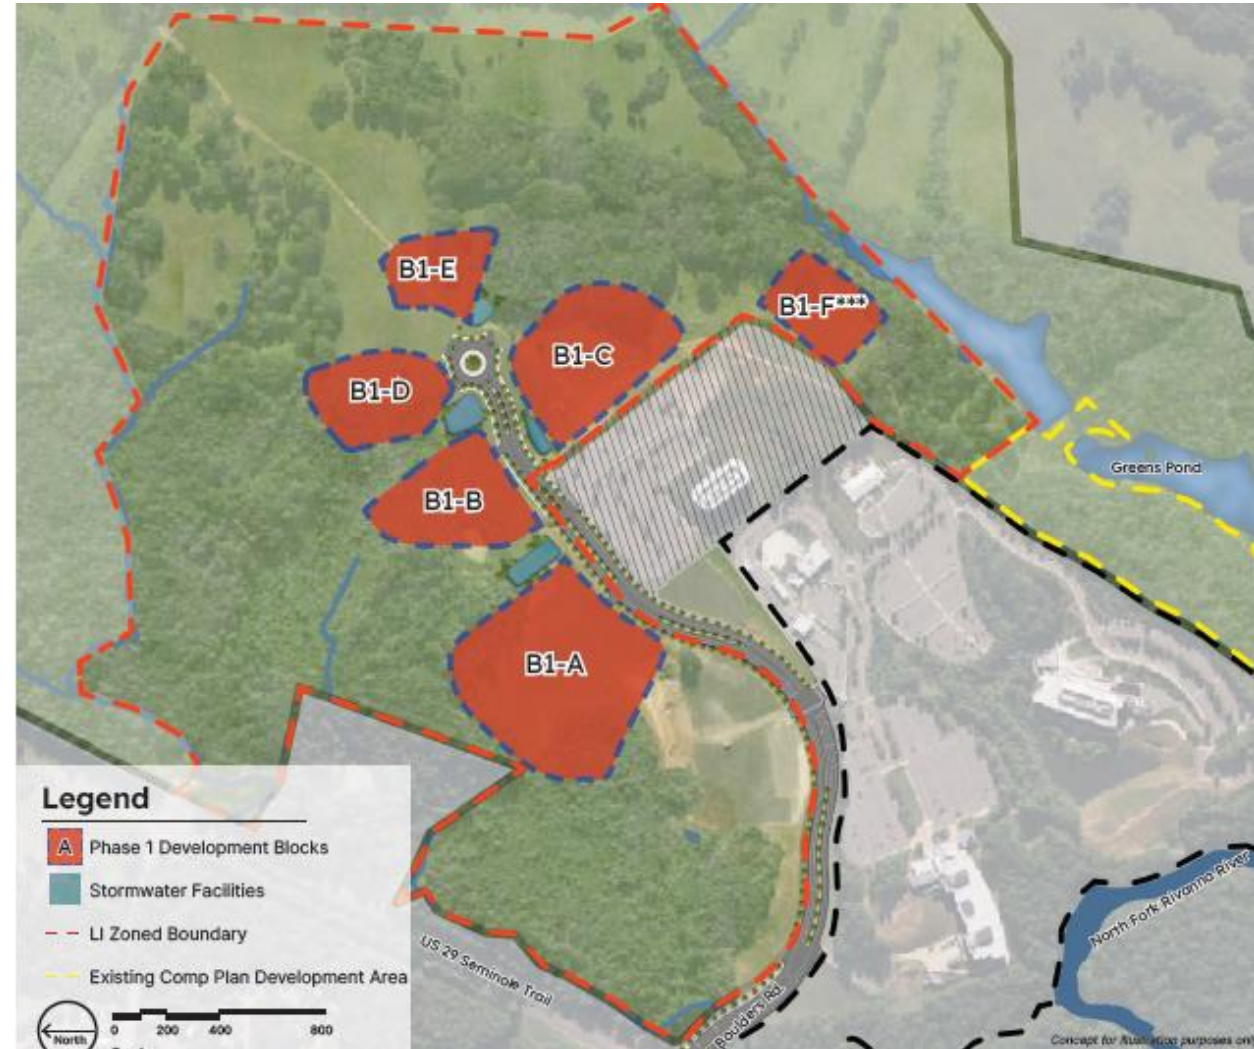 B1-E
B1-F***
B1-C
B1-D
B1-B
Greens Pond
B1-A
Legend
A Phase 1 Development Blocks
Stormwater Facilities
LI Zoned Boundary
Existing Comp Plan Development Area
North
0 200 400 800
US 29 Seminole Trail
Boulders Rd.
North Fork Rivanna River
Concept for illustration purposes